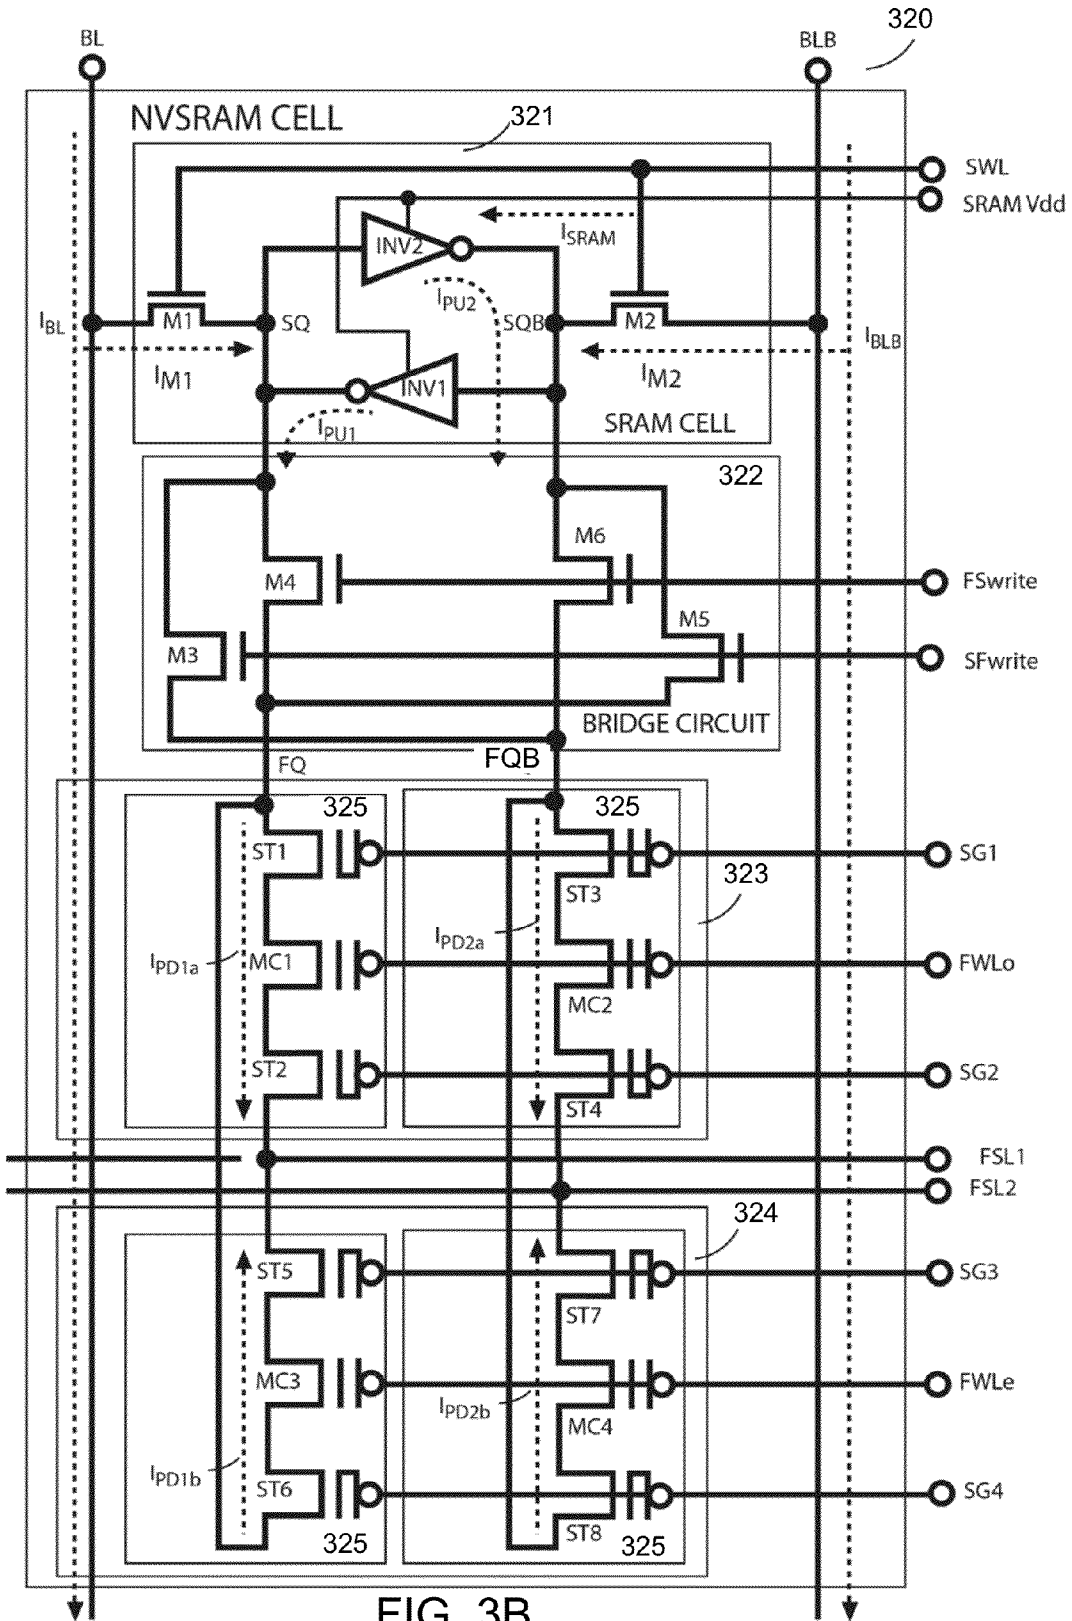 BL
BLB
320
NVSRAM CELL
321
SWL
SRAM Vdd
INV2
ISRAM
IPU2
IBL
M1
SQ
SQB
M2
IBLB
IM1
IM2
INV1
IPU1
SRAM CELL
322
M6
M4
FSwrite
M5
M3
SFwrite
BRIDGE CIRCUIT
FQ
FQB
325
325
ST1
SG1
323
ST3
IPD1a
MC1
IPD2a
FWLo
MC2
ST2
SG2
ST4
FSL1
FSL2
324
ST5
SG3
ST7
MC3
FWLe
IPD2b
MC4
IPD1b
ST6
SG4
ST8
325
325
FIG. 3B